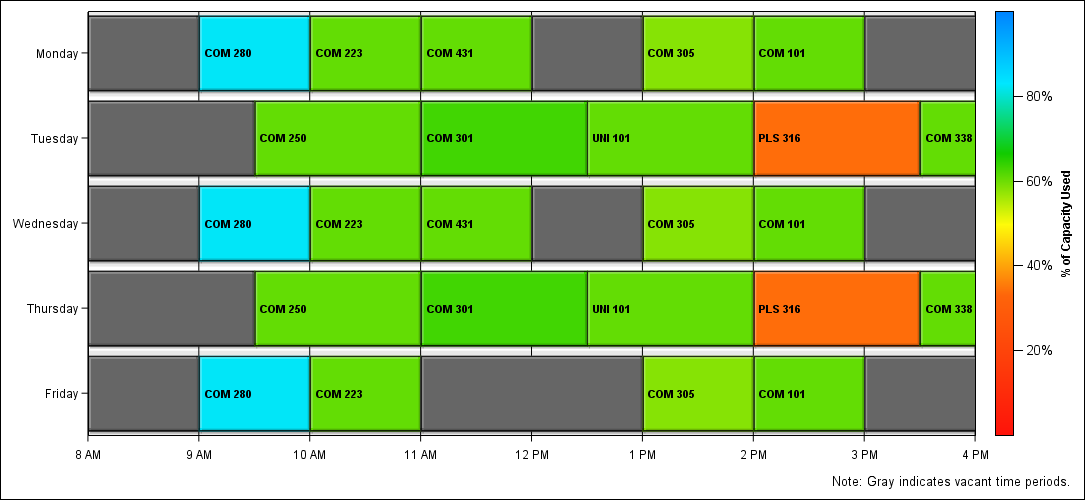 Monday COM 280 COM 223 COM 431 COM 305 COM 101
80%
Tuesday COM 250 COM 301 UNI 101 PLS 316 COM 338
60%
Wednesday COM 280 COM 223 COM 431 COM 305 COM 101
% of Capacity Used
40%
Thursday COM 250 COM 301 UNI 101 PLS 316 COM 338
20%
Friday COM 280 COM 223 COM 305 COM 101
8 AM 9 AM 10 AM 11 AM 12 PM 1 PM 2 PM 3 PM 4 PM
Note: Gray indicates vacant time periods.